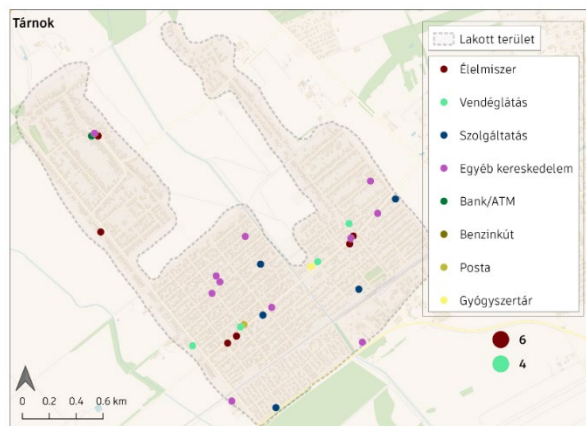 Tárnok
Lakott terület
Élelmiszer
Vendéglátás
Szolgáltatás
Egyéb kereskedelem
Bank/ATM
Benzinkút
Posta
Gyógyszertár
6
4
0 0.2 0.4 0.6 km